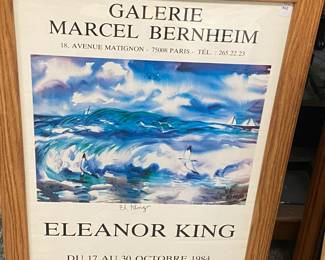 GALERIE
MARCEL BERNHEIM
18, AVENUE MATIGNON - 75008 PARIS - TÉL. : 265.22.23
ELEANOR KING
DU 17 AU 30 OCTOBRE 1984